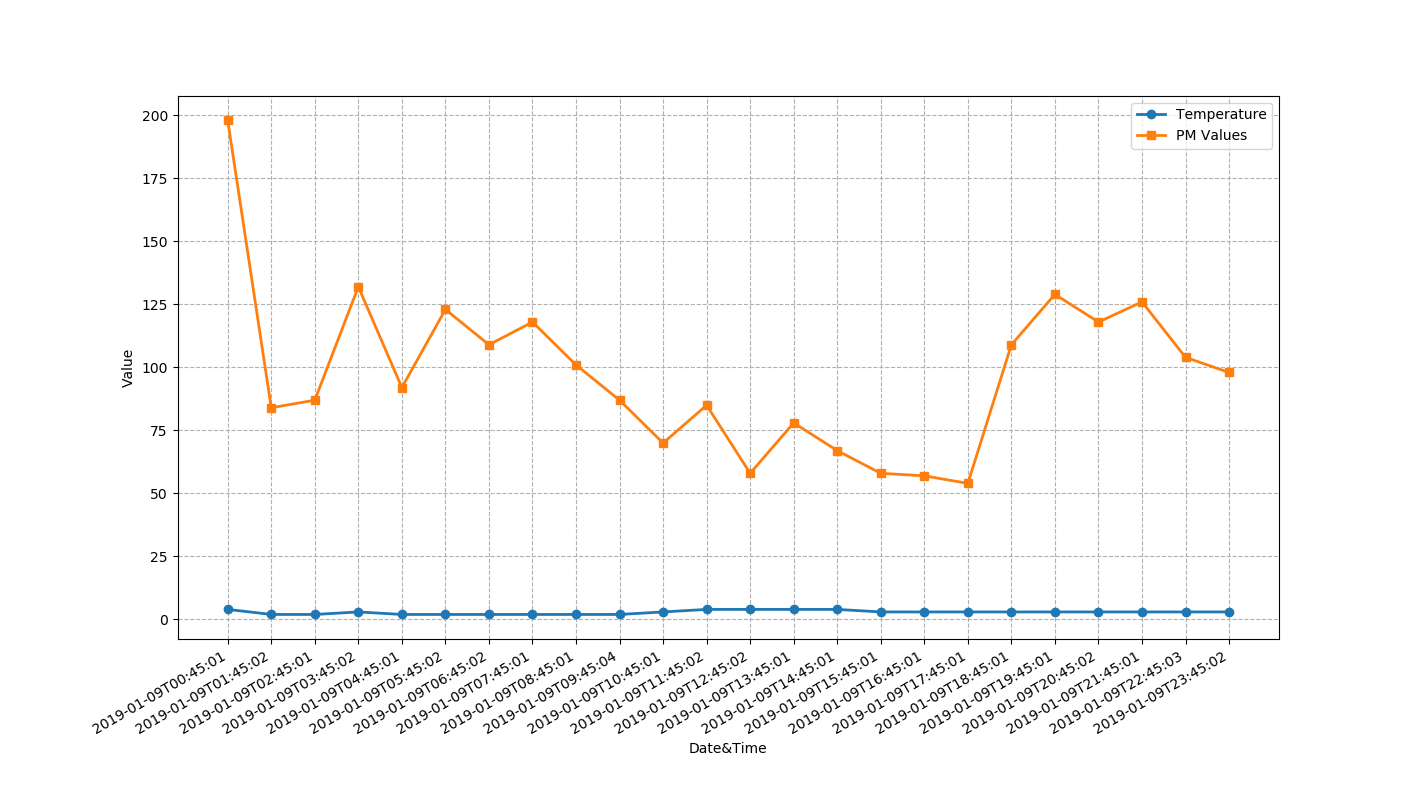 200
175
150
125
100
75
50
25
0
Value
Temperature
PM Values
2019-01-09T00:45:01
2019-01-09T01:45:02
2019-01-09T02:45:01
2019-01-09T03:45:02
2019-01-09T04:45:01
2019-01-09T05:45:02
2019-01-09T06:45:02
2019-01-09T07:45:01
2019-01-09T08:45:01
2019-01-09T09:45:04
2019-01-09T10:45:01
2019-01-09T11:45:02
2019-01-09T12:45:02
2019-01-09T13:45:01
2019-01-09T14:45:01
2019-01-09T15:45:01
2019-01-09T16:45:01
2019-01-09T17:45:01
2019-01-09T18:45:01
2019-01-09T19:45:01
2019-01-09T20:45:02
2019-01-09T21:45:01
2019-01-09T22:45:03
2019-01-09T23:45:02
Date&Time